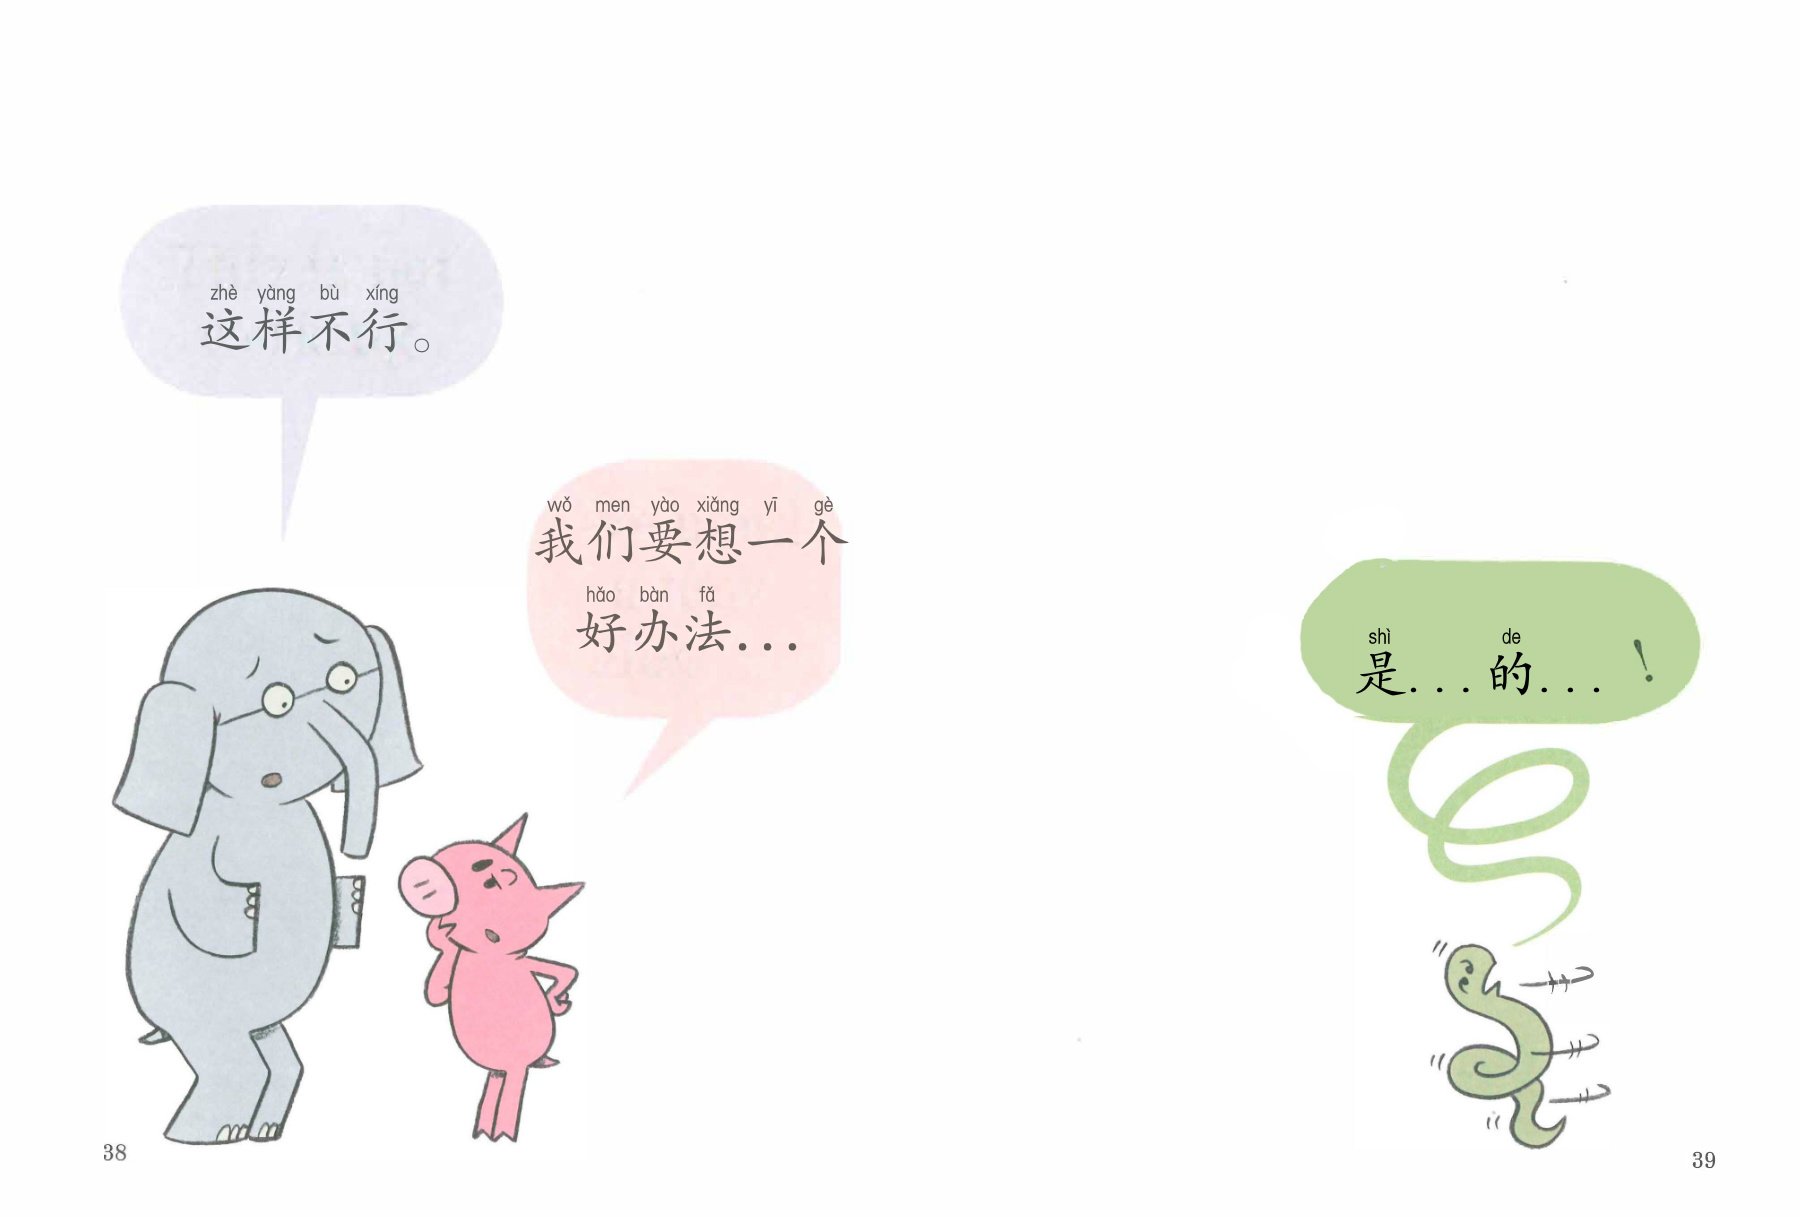 zhè yàng bù xíng
这样不行。
wǒ men yào xiǎng yī gè
我们要想一个
hǎo bàn fǎ
好办法...
shì de
是...的...！
38
39